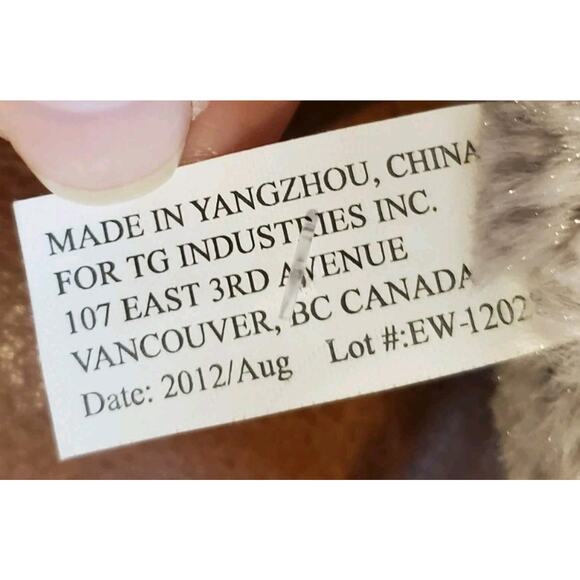 MADE IN YANGZHOU, CHINA
FOR TG INDUSTRIES INC.
107 EAST 3RD AVENUE
VANCOUVER, BC CANADA
Date: 2012/Aug Lot #:EW-1202